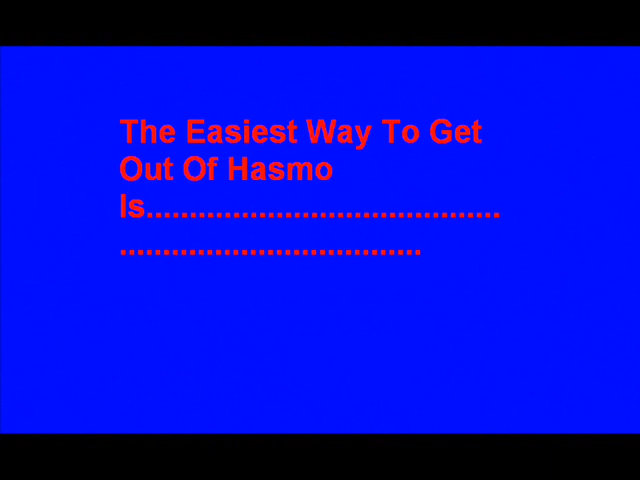 The Easiest Way To Get
Out Of Hasmo
Is.........................................
...................................